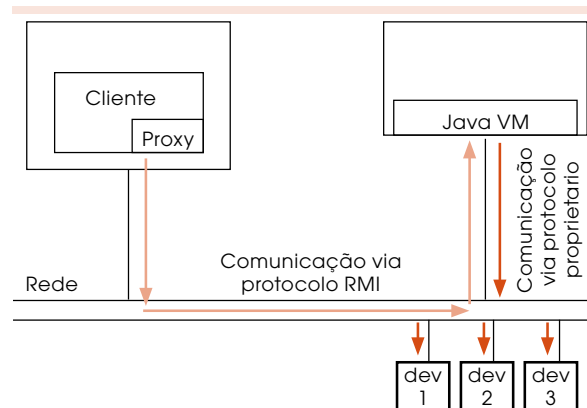 Cliente
Proxy
Java VM
Comunicação
via protocolo
proprietario
Comunicação via
protocolo RMI
Rede
dev
1
dev
2
dev
3